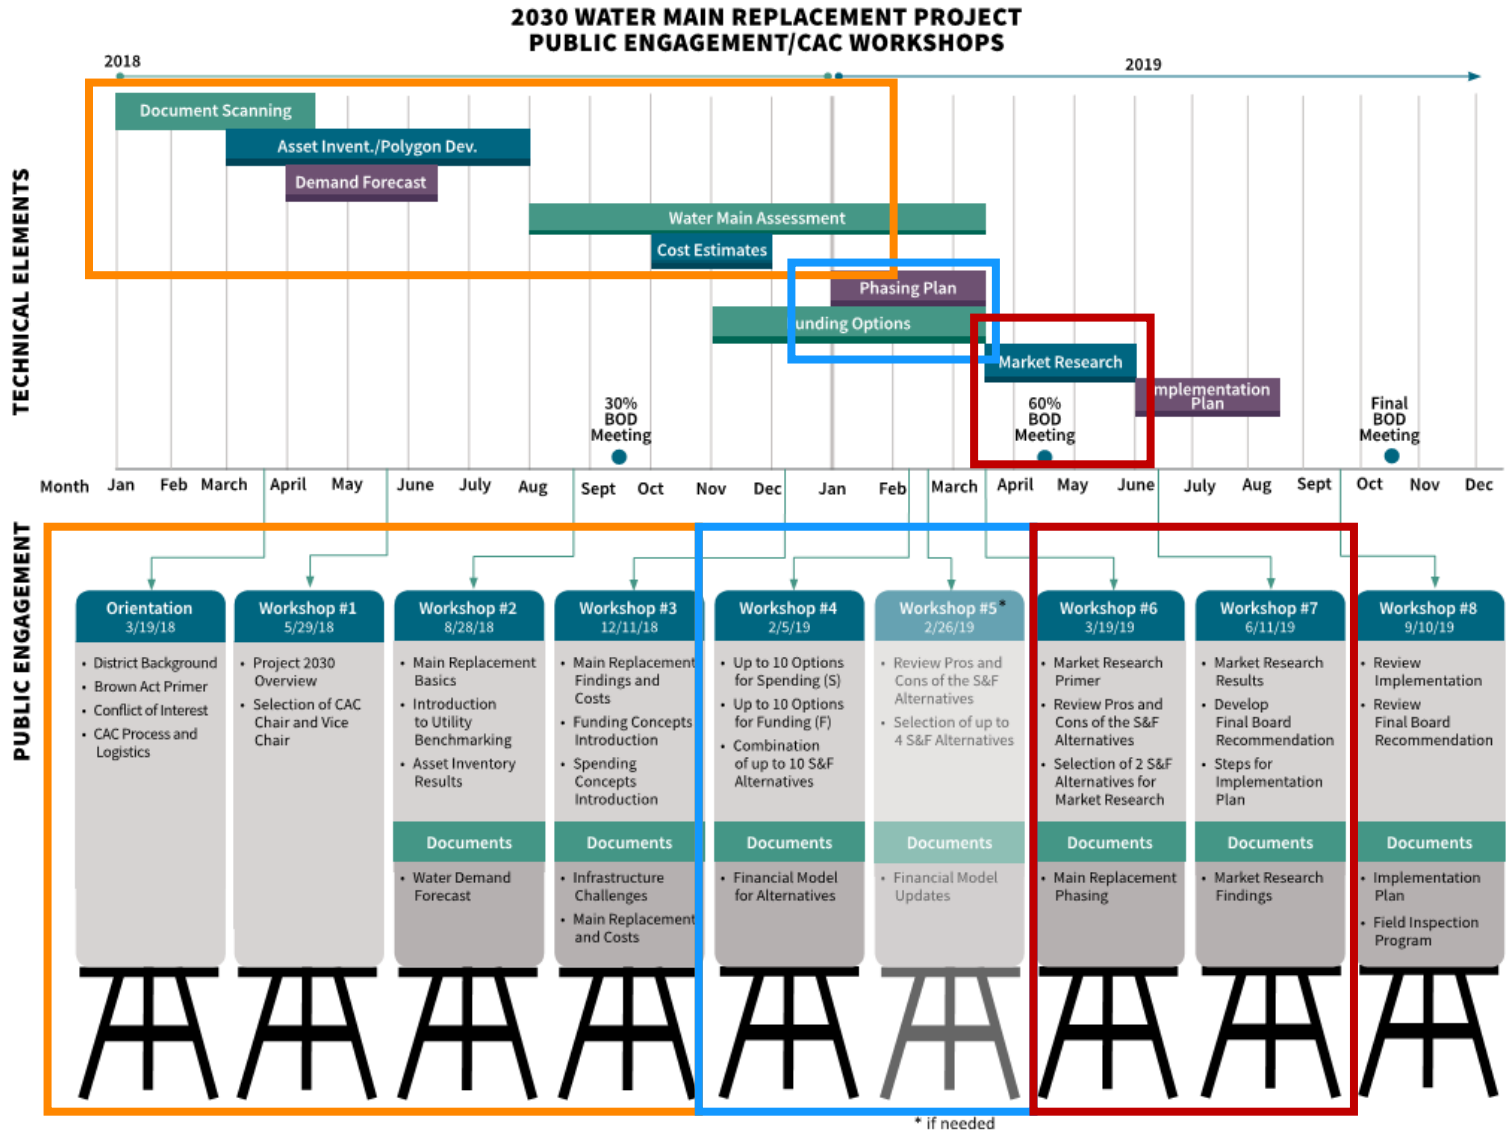 2030 WATER MAIN REPLACEMENT PROJECT
PUBLIC ENGAGEMENT/CAC WORKSHOPS
2018
2019
TECHNICAL ELEMENTS
Document Scanning
Asset Invent./Polygon Dev.
Demand Forecast
Water Main Assessment
Cost Estimates
Phasing Plan
unding Options
Market Research
mplementation
Plan
30%
BOD
Meeting
60%
BOD
Meeting
Final
BOD
Meeting
Month Jan Feb March April May June July Aug Sept Oct Nov Dec Jan Feb March April May June July Aug Sept Oct Nov Dec
PUBLIC ENGAGEMENT
Orientation
3/19/18
• District Background
• Brown Act Primer
• Conflict of Interest
• CAC Process and
Logistics
Workshop #1
5/29/18
• Project 2030
Overview
• Selection of CAC
Chair and Vice
Chair
Workshop #2
8/28/18
• Main Replacement
Basics
• Introduction
to Utility
Benchmarking
• Asset Inventory
Results
Documents
• Water Demand
Forecast
Workshop #3
12/11/18
• Main Replacement
Findings and
Costs
• Funding Concepts
Introduction
• Spending
Concepts
Introduction
Documents
• Infrastructure
Challenges
• Main Replacement
and Costs
Workshop #4
2/5/19
• Up to 10 Options
for Spending (S)
• Up to 10 Options
for Funding (F)
• Combination
of up to 10 S&F
Alternatives
Documents
• Financial Model
for Alternatives
Workshop #5*
2/26/19
• Review Pros and
Cons of the S&F
Alternatives
• Selection of up to
4 S&F Alternatives
Documents
• Financial Model
Updates
Workshop #6
3/19/19
• Market Research
Primer
• Review Pros and
Cons of the S&F
Alternatives
• Selection of 2 S&F
Alternatives for
Market Research
Documents
• Main Replacement
Phasing
Workshop #7
6/11/19
• Market Research
Results
• Develop
Final Board
Recommendation
• Steps for
Implementation
Plan
Documents
• Market Research
Findings
Workshop #8
9/10/19
• Review
Implementation
• Review
Final Board
Recommendation
Documents
• Implementation
Plan
• Field Inspection
Program
* if needed